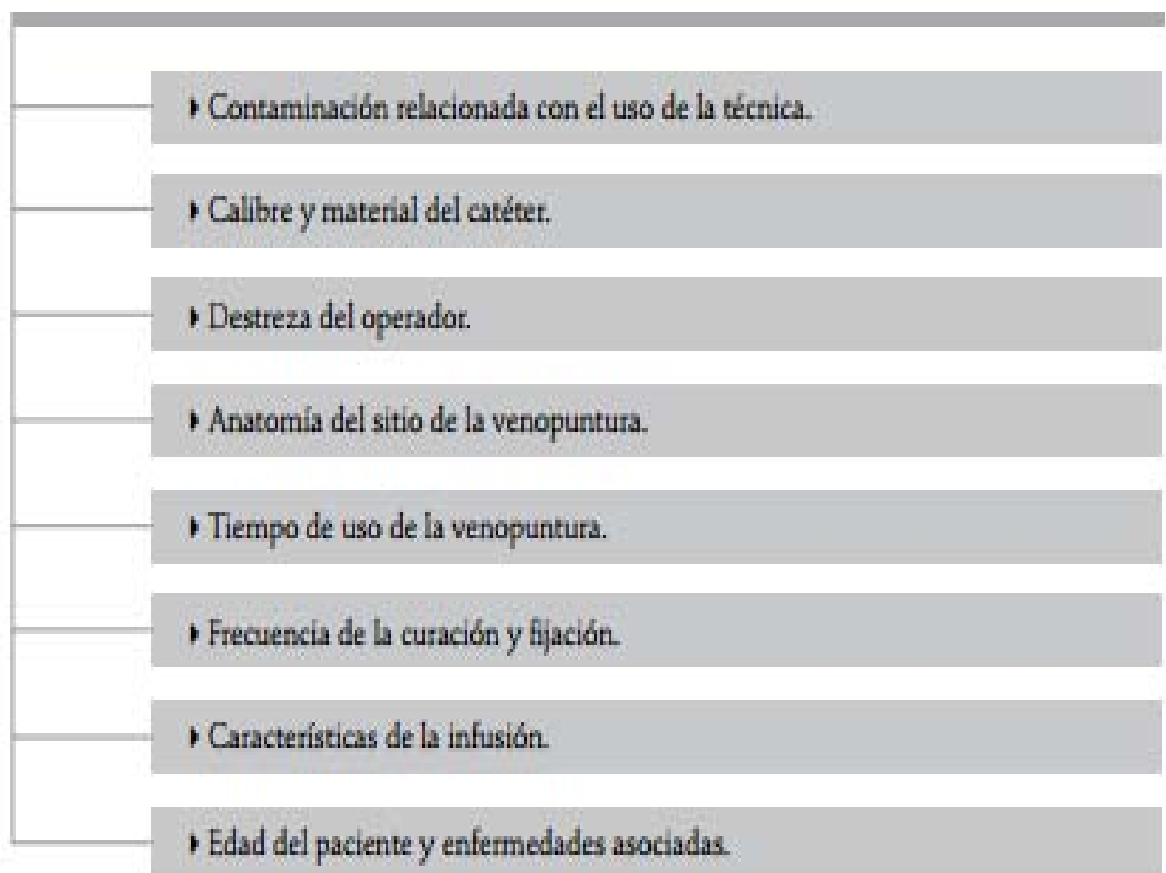 Contaminación relacionada con el uso de la técnica.
Calibre y material del catéter.
Destreza del operador.
Anatomía del sitio de la venopuntura.
Tiempo de uso de la venopuntura.
Frecuencia de la curación y fijación.
Características de la infusión.
Edad del paciente y enfermedades asociadas.